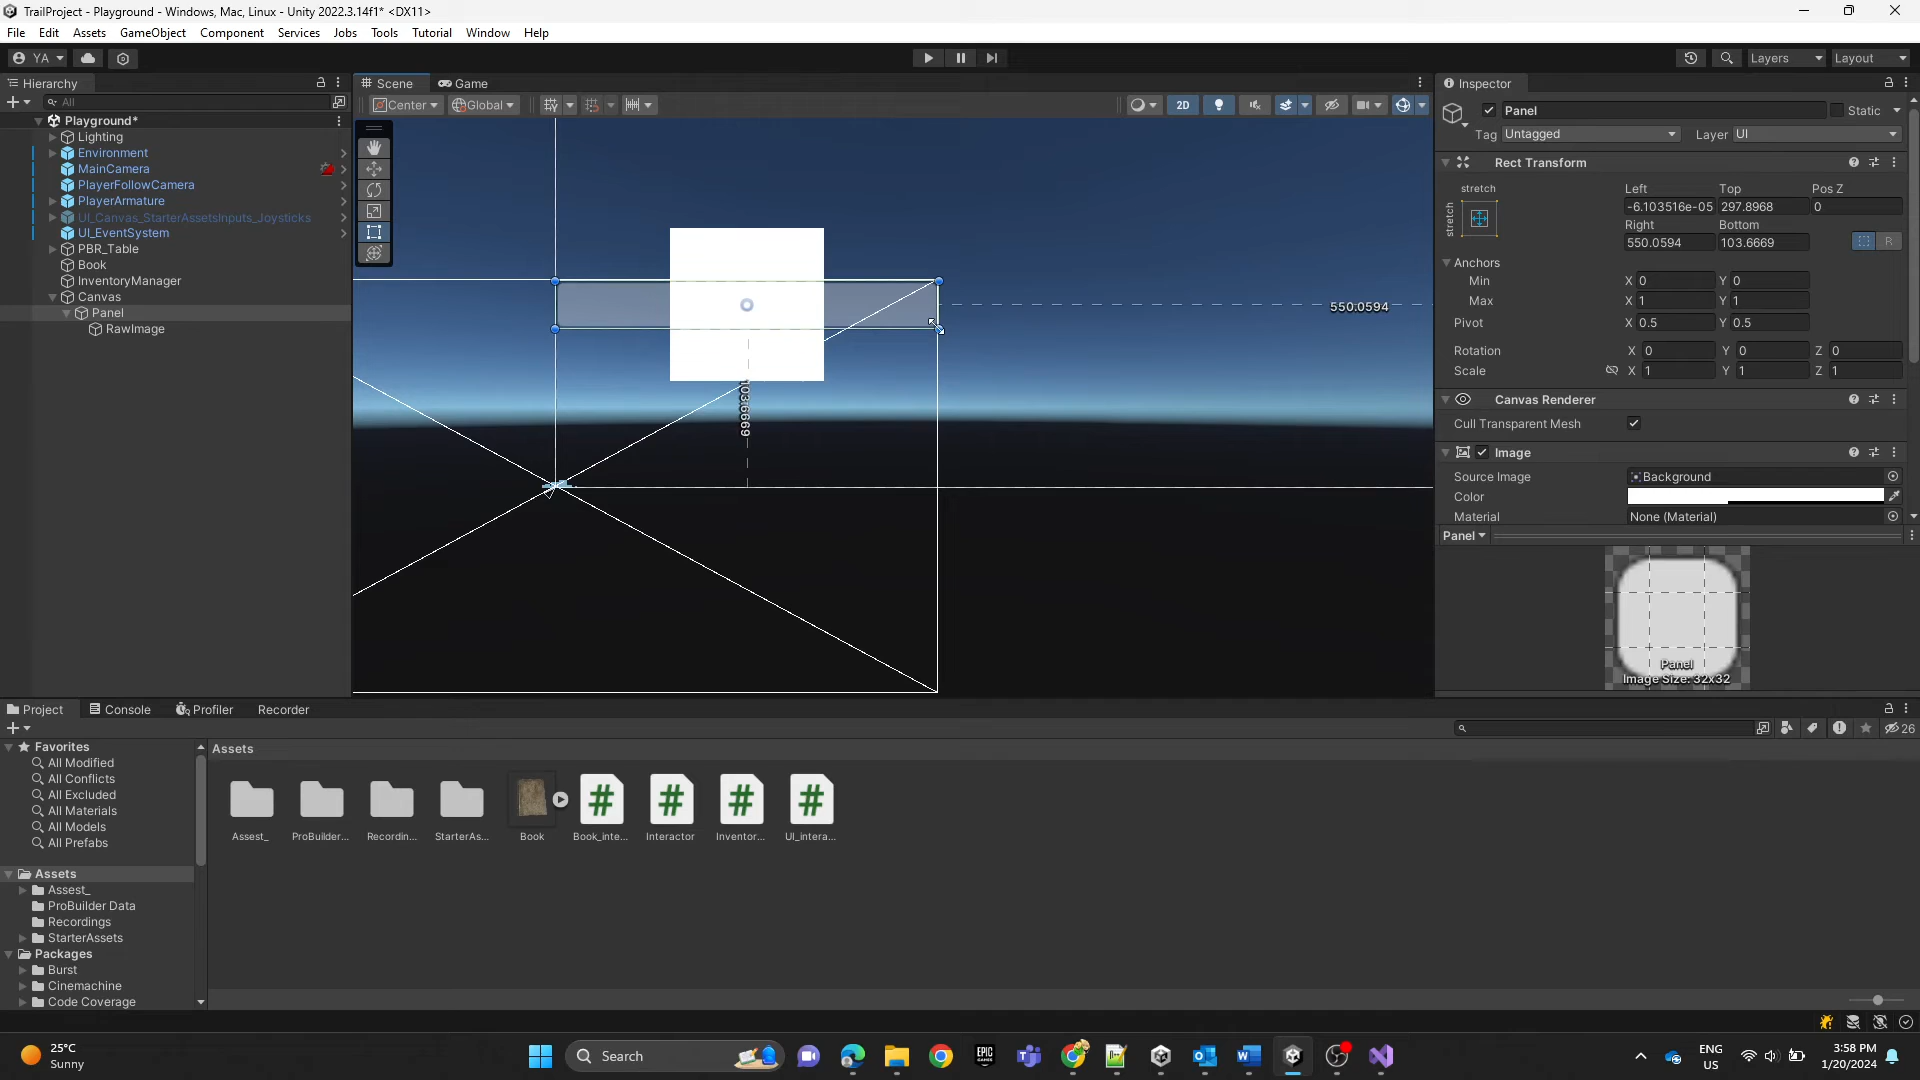 TrailProject - Playground - Windows, Mac, Linux - Unity 2022.3.14f1* <DX11>
File Edit Assets GameObject Component Services Jobs Tools Tutorial Window Help
YA Layers Layout
Hierarchy Scene Game Inspector
All Center Global 2D Panel Static
Playground* Tag Untagged Layer UI
Lighting
Environment Rect Transform
MainCamera
PlayerFollowCamera stretch Left Top Pos Z
PlayerArmature stretch -6.103516e-05 297.8968 0
UI_Canvas_StarterAssetsInputs_Joysticks Right Bottom
UI_EventSystem 550.0594 103.6669 R
PBR_Table
Book Anchors
InventoryManager Min X 0 Y 0
Canvas Max X 1 Y 1
Panel 550.0594 Pivot X 0.5 Y 0.5
RawImage
Rotation X 0 Y 0 Z 0
Scale X 1 Y 1 Z 1
103.6669 Canvas Renderer
Cull Transparent Mesh
Image
Source Image Background
Color
Material None (Material)
Panel
Panel
Image Size: 32x32
Project Console Profiler Recorder
26
Favorites Assets
All Modified
All Conflicts
All Excluded
All Materials
All Models
All Prefabs
Assest_ ProBuilder... Recordin... StarterAs... Book Book_inte... Interactor Inventor... UI_intera...
Assets
Assest_
ProBuilder Data
Recordings
StarterAssets
Packages
Burst
Cinemachine
Code Coverage
25°C
Sunny
Search
EPIC GAMES
ENG
US
3:58 PM
1/20/2024